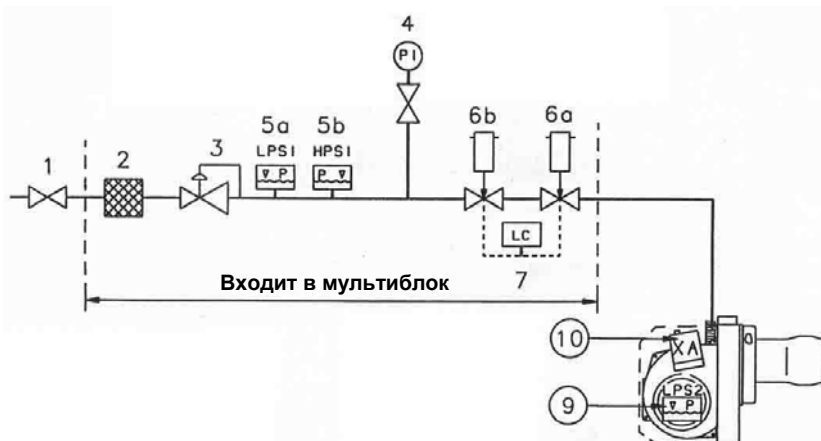 4
PI
6b
6a
5a
5b
3
LPS1
HPS1
1
2
P
P
LC
Входит в мультиблок
7
10
XA
LPS2
9
P